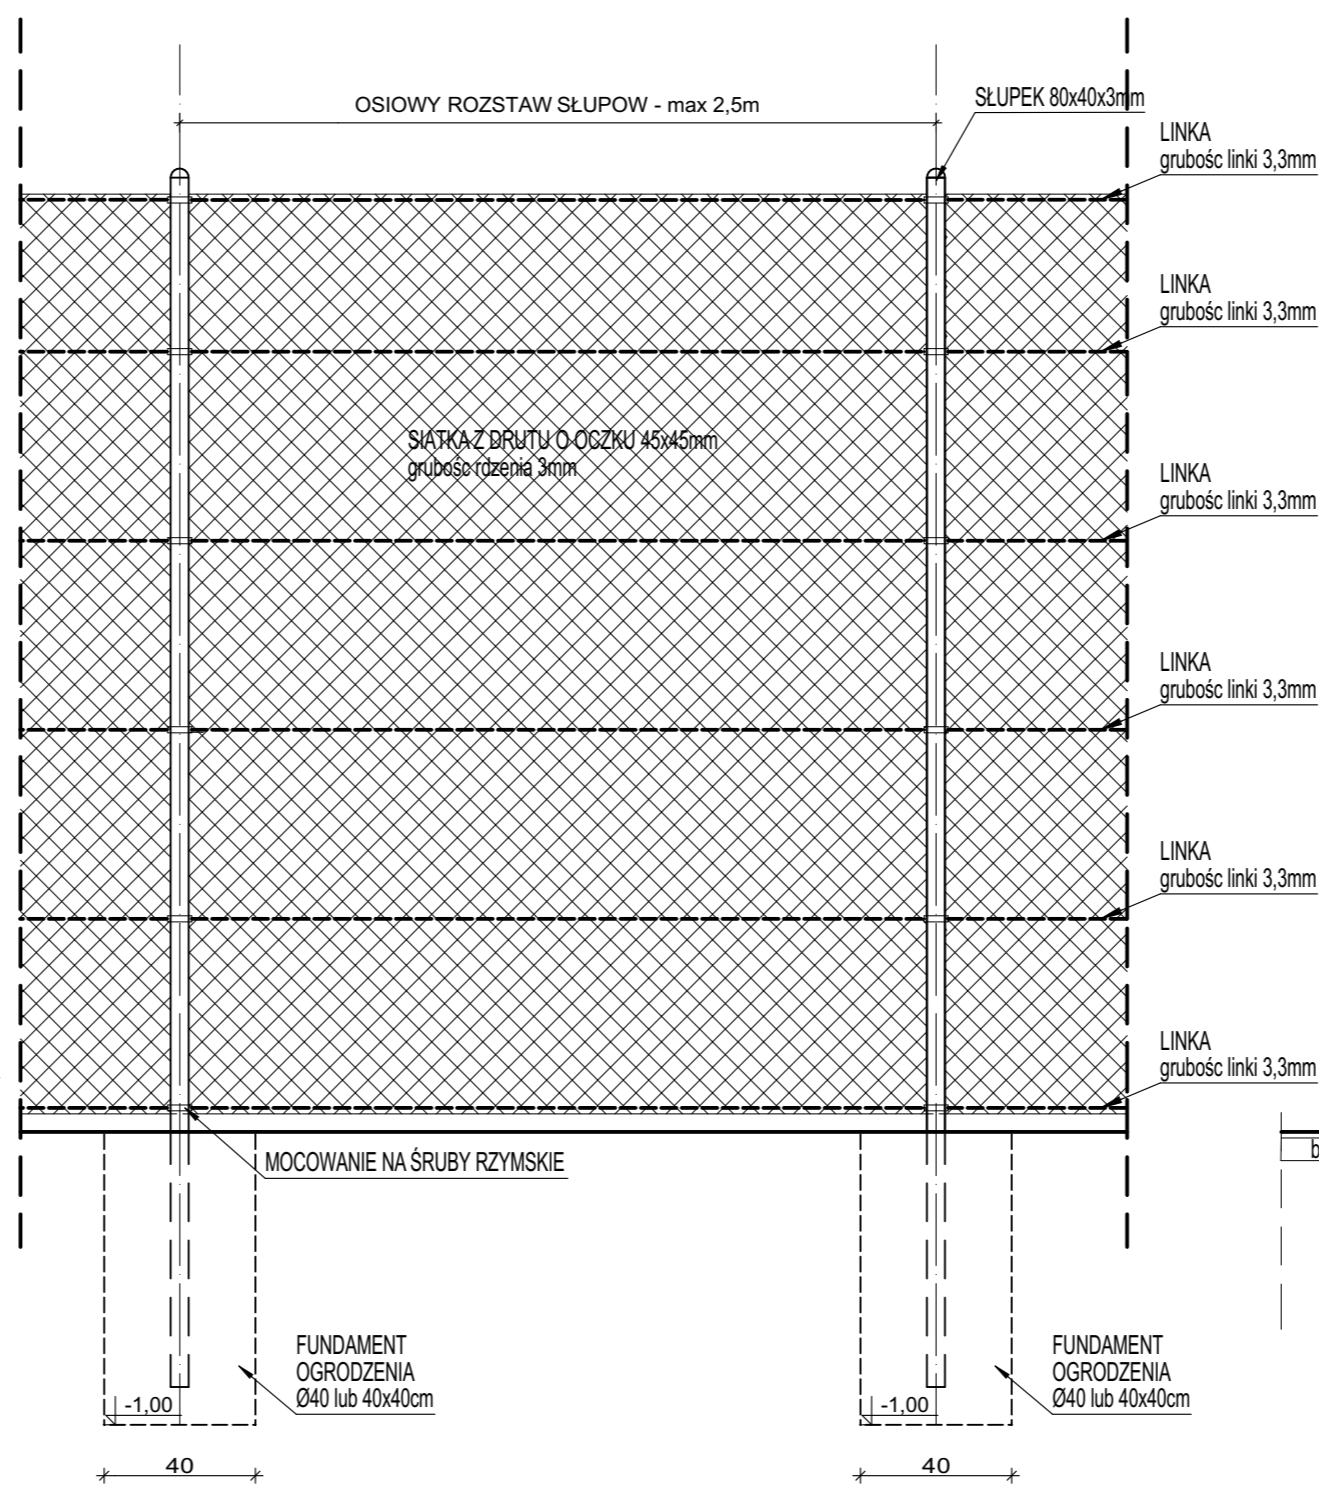 OSIOWY ROZSTAW SŁUPOW - max 2,5m
SŁUPEK 80x40x3mm
LINKA
grubośc linki 3,3mm
LINKA
grubośc linki 3,3mm
SIATKA Z DRUTU O OCZKU 45x45mm
grubośc rdzenia 3mm
LINKA
grubośc linki 3,3mm
LINKA
grubośc linki 3,3mm
LINKA
grubośc linki 3,3mm
LINKA
grubośc linki 3,3mm
MOCOWANIE NA ŚRUBY RZYMSKIE
b
FUNDAMENT
OGRODZENIA
Ø40 lub 40x40cm
-1,00
FUNDAMENT
OGRODZENIA
Ø40 lub 40x40cm
-1,00
40
40